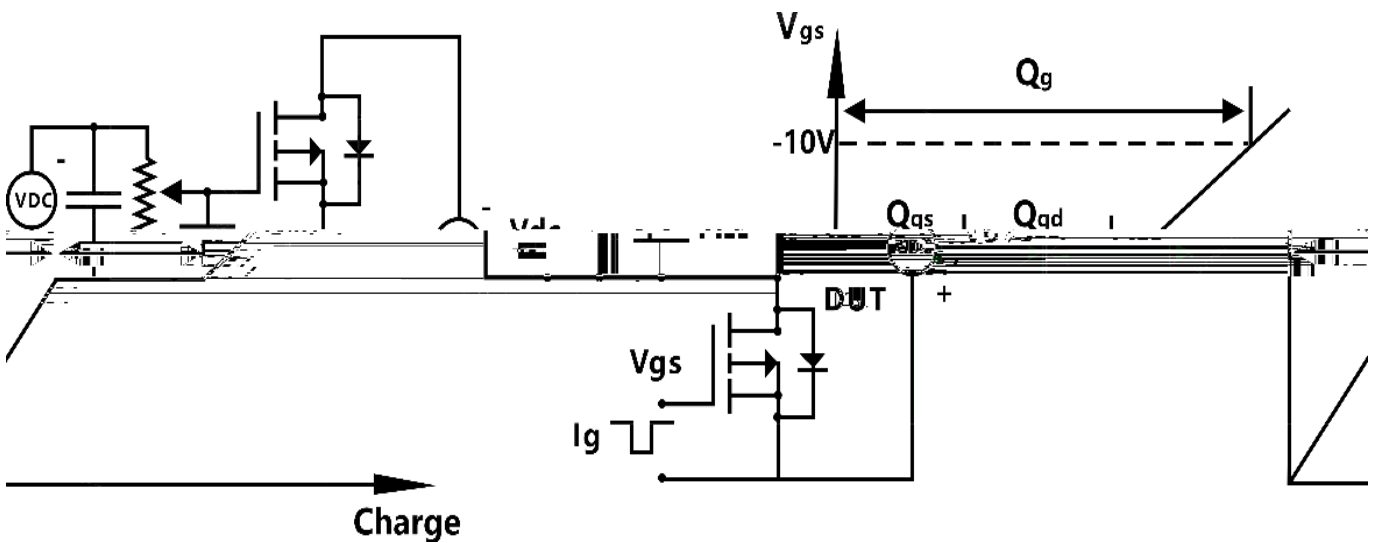 Vgs
Qg
-10V
-
VDC
-
Qgs
Qgd
DUT
+
Vgs
Ig
Charge